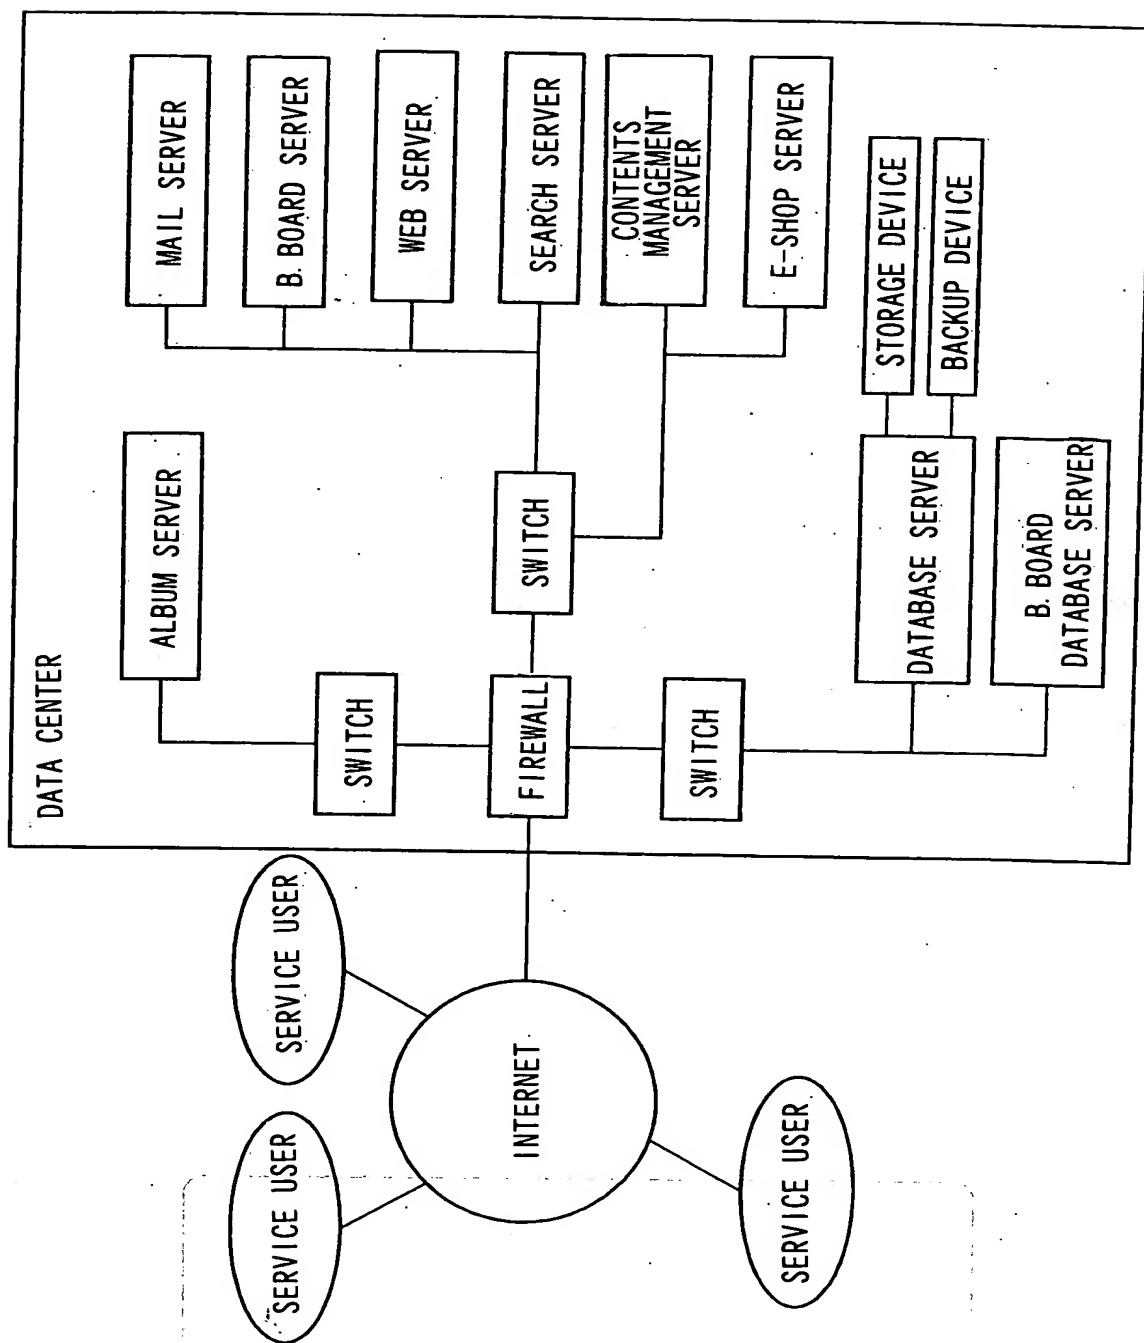 DATA CENTER
ALBUM SERVER
MAIL SERVER
B. BOARD SERVER
WEB SERVER
SEARCH SERVER
CONTENTS
MANAGEMENT
SERVER
E-SHOP SERVER
SWITCH
SWITCH
FIREWALL
SWITCH
STORAGE DEVICE
BACKUP DEVICE
DATABASE SERVER
B. BOARD
DATABASE SERVER
SERVICE USER
SERVICE USER
INTERNET
SERVICE USER